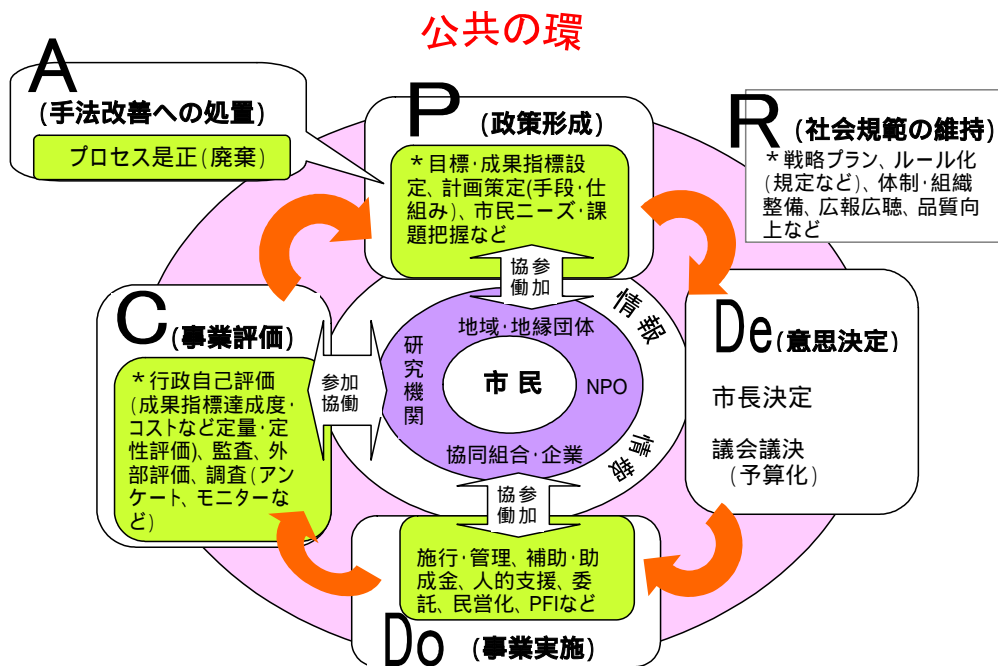 公共の環
A
(手法改善への処置)
プロセス是正(廃棄)
P
(政策形成)
*目標・成果指標設
定、計画策定(手段・仕
組み)、市民ニーズ・課
題把握など
R
(社会規範の維持)
*戦略プラン、ルール化
(規定など)、体制・組織
整備、広報広聴、品質向
上など
De(意思決定)
市長決定
議会議決
(予算化)
C
(事業評価)
*行政自己評価
(成果指標達成度・
コストなど定量・定
性評価)、監査、外
部評価、調査(アン
ケート、モニターな
ど)
参加
協働
参加
協働
情報
地域・地縁団体
研究機関
市民
NPO
協同組合・企業
情報
参加
協働
施行・管理、補助・助
成金、人的支援、委
託、民営化、PFIなど
Do
(事業実施)